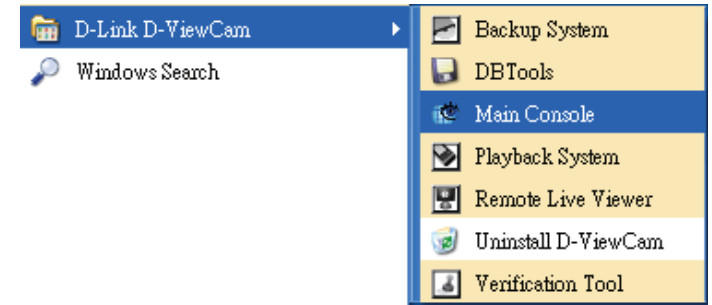 D-Link D-ViewCam
Windows Search
Backup System
DBTools
Main Console
Playback System
Remote Live Viewer
Uninstall D-ViewCam
Verification Tool